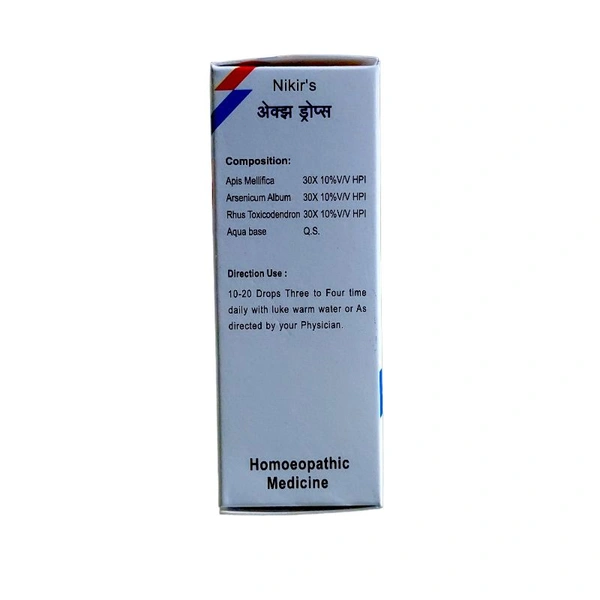 Nikir's
अेक्झ ड्रोप्स
Composition:
Apis Mellifica 30X 10%V/V HPI
Arsenicum Album 30X 10%V/V HPI
Rhus Toxicodendron 30X 10%V/V HPI
Aqua base Q.S.
Direction Use :
10-20 Drops Three to Four time
daily with luke warm water or As
directed by your Physician.
Homoeopathic
Medicine